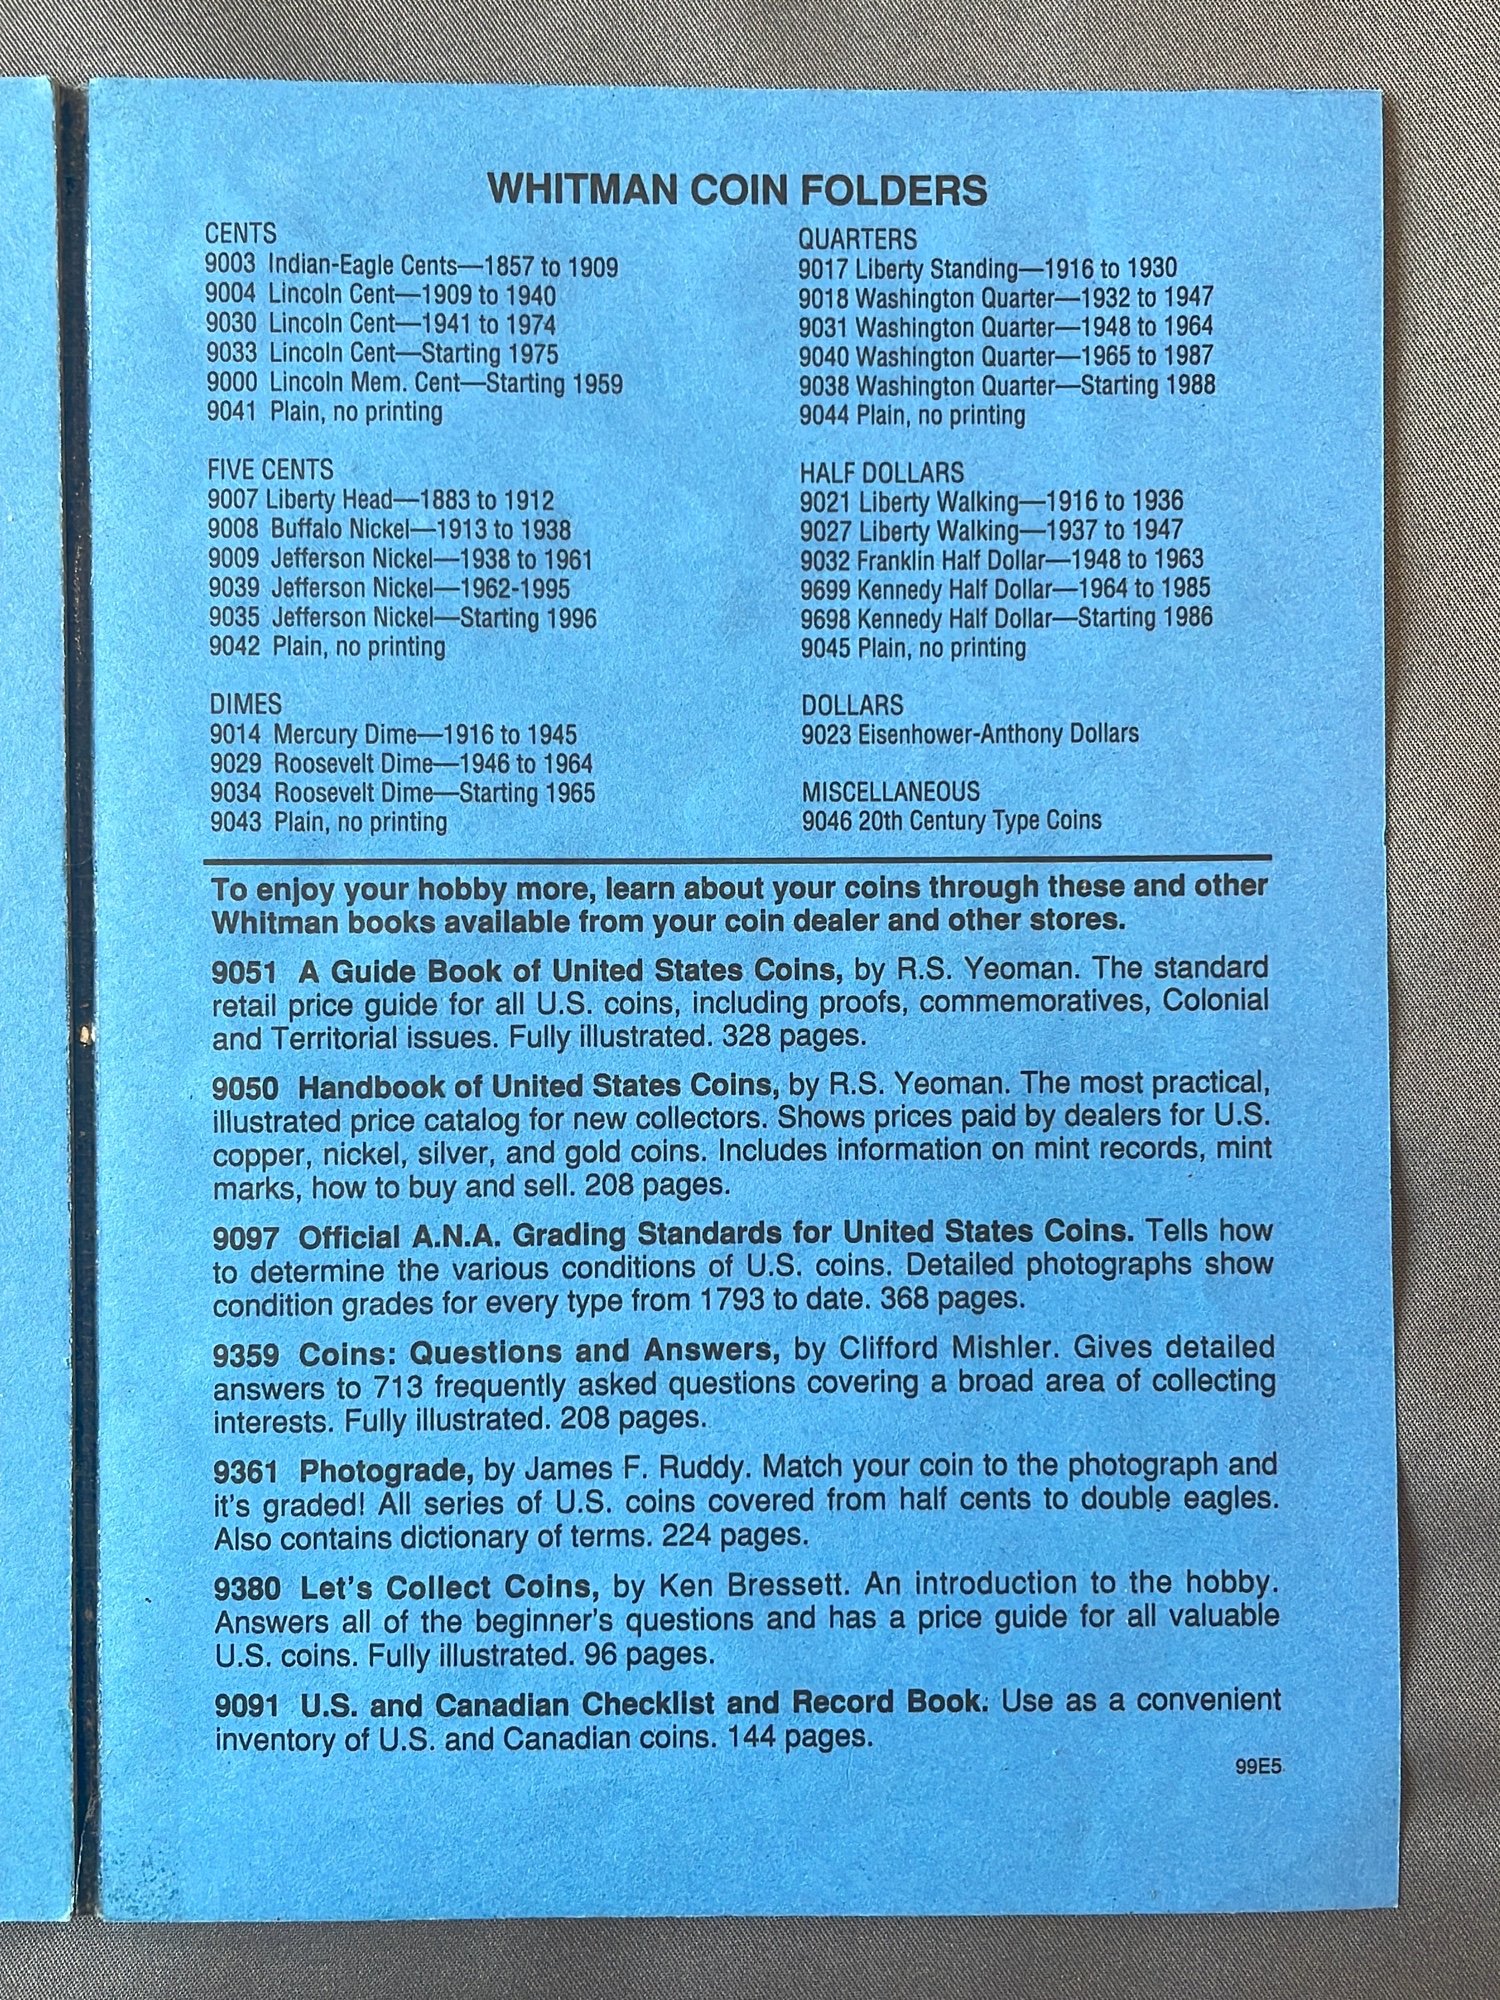 WHITMAN COIN FOLDERS
CENTS
9003 Indian-Eagle Cents—1857 to 1909
9004 Lincoln Cent—1909 to 1940
9030 Lincoln Cent—1941 to 1974
9033 Lincoln Cent—Starting 1975
9000 Lincoln Mem. Cent—Starting 1959
9041 Plain, no printing
FIVE CENTS
9007 Liberty Head—1883 to 1912
9008 Buffalo Nickel—1913 to 1938
9009 Jefferson Nickel—1938 to 1961
9039 Jefferson Nickel—1962-1995
9035 Jefferson Nickel—Starting 1996
9042 Plain, no printing
DIMES
9014 Mercury Dime—1916 to 1945
9029 Roosevelt Dime—1946 to 1964
9034 Roosevelt Dime—Starting 1965
9043 Plain, no printing
QUARTERS
9017 Liberty Standing—1916 to 1930
9018 Washington Quarter—1932 to 1947
9031 Washington Quarter—1948 to 1964
9040 Washington Quarter—1965 to 1987
9038 Washington Quarter—Starting 1988
9044 Plain, no printing
HALF DOLLARS
9021 Liberty Walking—1916 to 1936
9027 Liberty Walking—1937 to 1947
9032 Franklin Half Dollar—1948 to 1963
9699 Kennedy Half Dollar—1964 to 1985
9698 Kennedy Half Dollar—Starting 1986
9045 Plain, no printing
DOLLARS
9023 Eisenhower-Anthony Dollars
MISCELLANEOUS
9046 20th Century Type Coins
To enjoy your hobby more, learn about your coins through these and other
Whitman books available from your coin dealer and other stores.
9051 A Guide Book of United States Coins, by R.S. Yeoman. The standard
retail price guide for all U.S. coins, including proofs, commemoratives, Colonial
and Territorial issues. Fully illustrated. 328 pages.
9050 Handbook of United States Coins, by R.S. Yeoman. The most practical,
illustrated price catalog for new collectors. Shows prices paid by dealers for U.S.
copper, nickel, silver, and gold coins. Includes information on mint records, mint
marks, how to buy and sell. 208 pages.
9097 Official A.N.A. Grading Standards for United States Coins. Tells how
to determine the various conditions of U.S. coins. Detailed photographs show
condition grades for every type from 1793 to date. 368 pages.
9359 Coins: Questions and Answers, by Clifford Mishler. Gives detailed
answers to 713 frequently asked questions covering a broad area of collecting
interests. Fully illustrated. 208 pages.
9361 Photograde, by James F. Ruddy. Match your coin to the photograph and
it's graded! All series of U.S. coins covered from half cents to double eagles.
Also contains dictionary of terms. 224 pages.
9380 Let's Collect Coins, by Ken Bressett. An introduction to the hobby.
Answers all of the beginner's questions and has a price guide for all valuable
U.S. coins. Fully illustrated. 96 pages.
9091 U.S. and Canadian Checklist and Record Book. Use as a convenient
inventory of U.S. and Canadian coins. 144 pages.
99E5